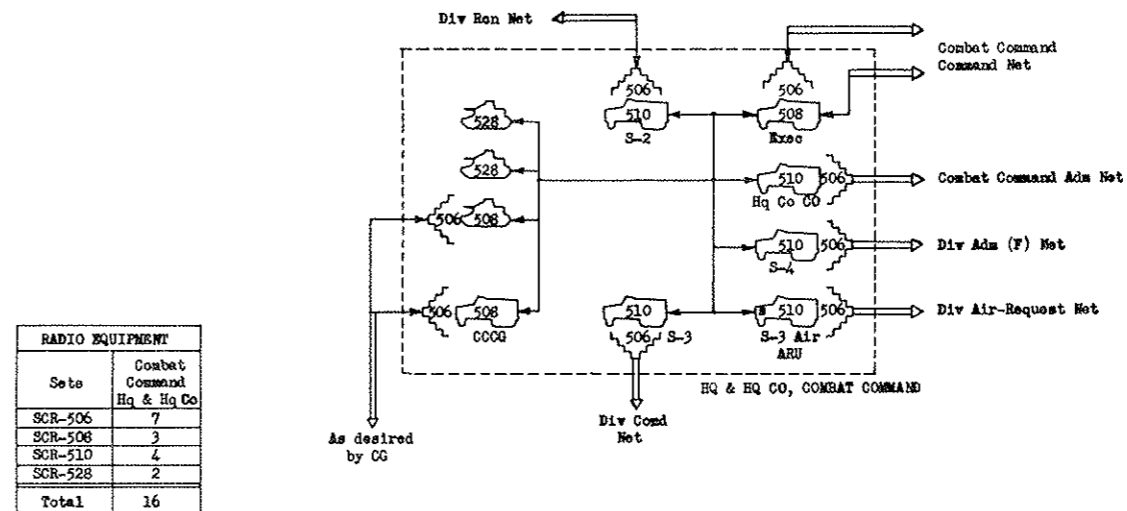 Div Rcn Net
Combat Command
Command Net
506
506
510
508
S-2
Exec
528
528
510 506
Combat Command Adm Net
Hq Co CO
506 508
510 506
Div Adm (F) Net
S-4
506 508
CCCG
510
S-3
506
510 506
Div Air-Request Net
S-3 Air
ARU
HQ & HQ CO, COMBAT COMMAND
As desired
by CG
Div Comd
Net
RADIO EQUIPMENT
Sets
Combat
Command
Hq & Hq Co
SCR-506 7
SCR-508 3
SCR-510 4
SCR-528 2
Total 16